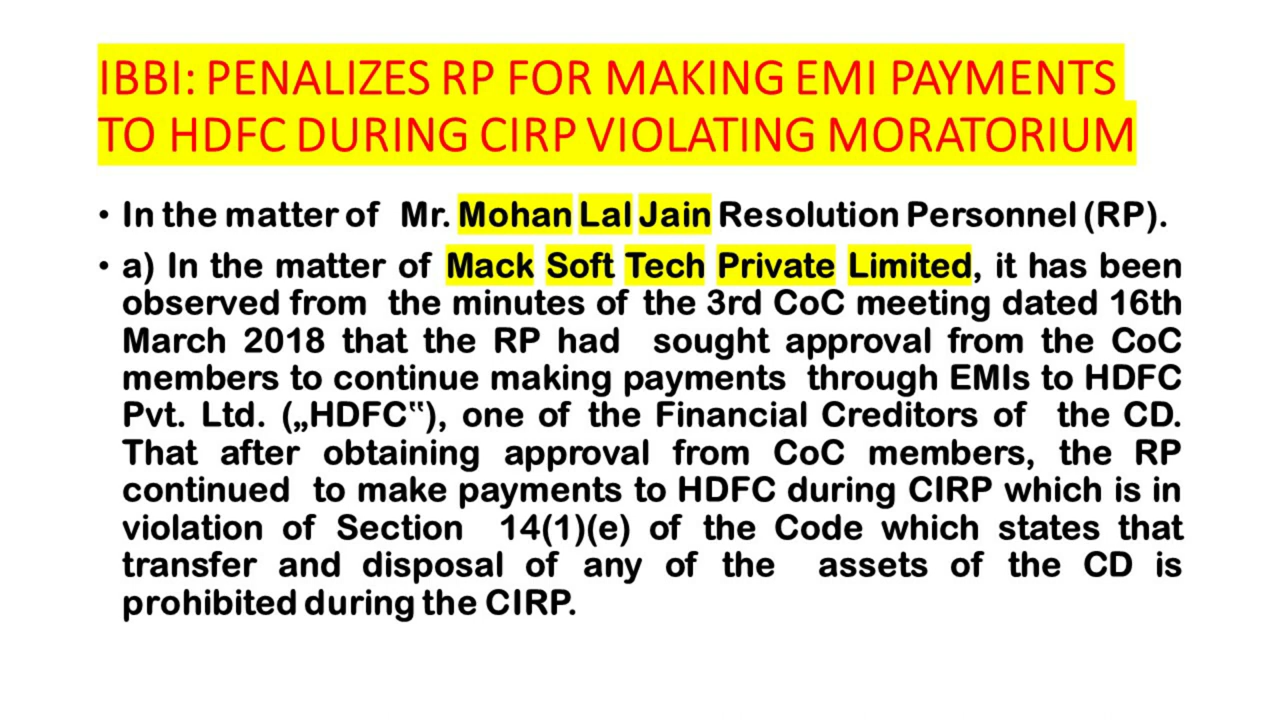 IBBI: PENALIZES RP FOR MAKING EMI PAYMENTS
TO HDFC DURING CIRP VIOLATING MORATORIUM
• In the matter of Mr. Mohan Lal Jain Resolution Personnel (RP).
• a) In the matter of Mack Soft Tech Private Limited, it has been
observed from the minutes of the 3rd CoC meeting dated 16th
March 2018 that the RP had sought approval from the CoC
members to continue making payments through EMIs to HDFC
Pvt. Ltd. („HDFC‟), one of the Financial Creditors of the CD.
That after obtaining approval from CoC members, the RP
continued to make payments to HDFC during CIRP which is in
violation of Section 14(1)(e) of the Code which states that
transfer and disposal of any of the assets of the CD is
prohibited during the CIRP.